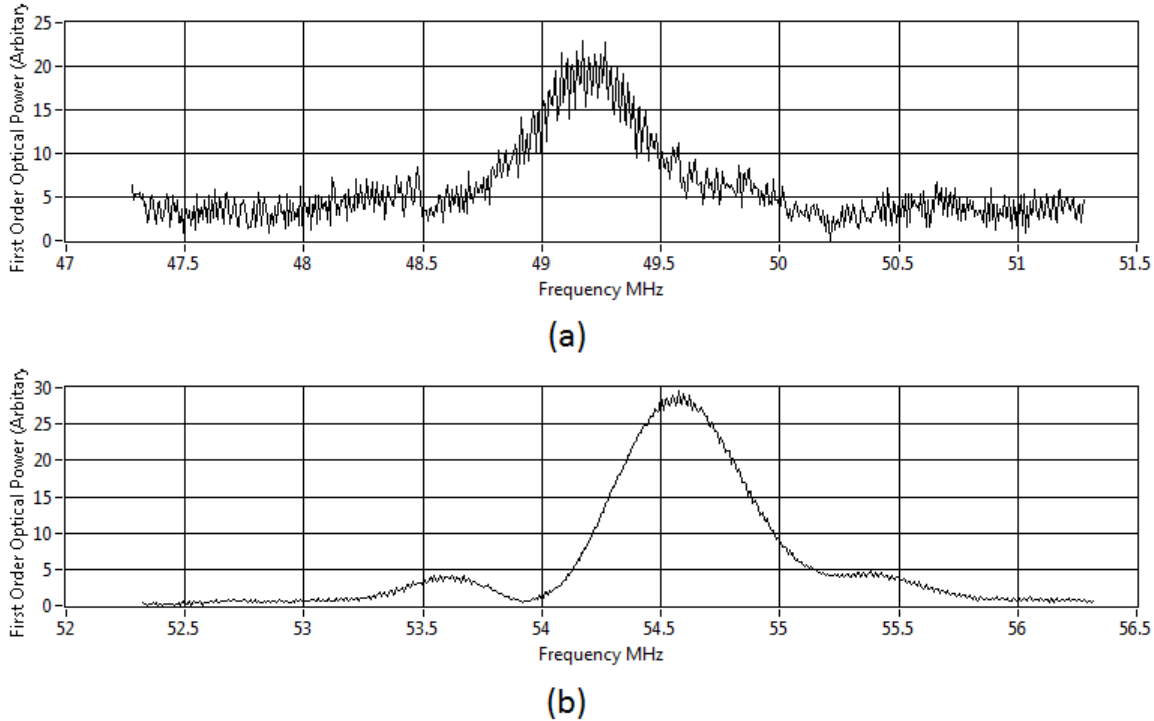 First Order Optical Power (Arbitrary
25
20
15
10
5
0
47 47.5 48 48.5 49 49.5 50 50.5 51 51.5
Frequency MHz
(a)
First Order Optical Power (Arbitrary
30
25
20
15
10
5
0
52 52.5 53 53.5 54 54.5 55 55.5 56 56.5
Frequency MHz
(b)